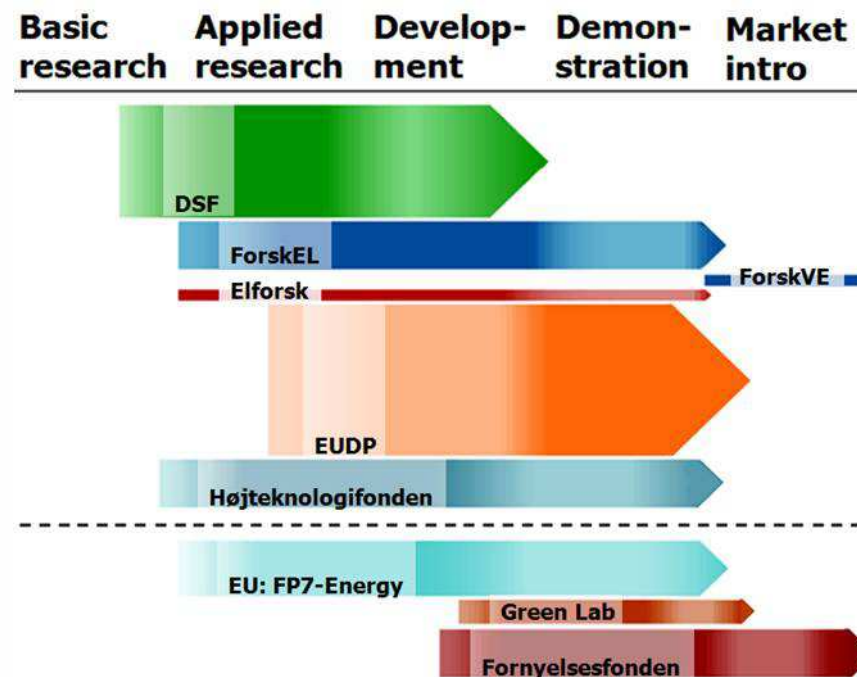 Basic research
Applied research
Develop-
ment
Demon-
stration
Market intro
DSF
ForskEL
ForskVE
Elforsk
EUDP
Højteknologifonden
EU: FP7-Energy
Green Lab
Fornyelsesfonden